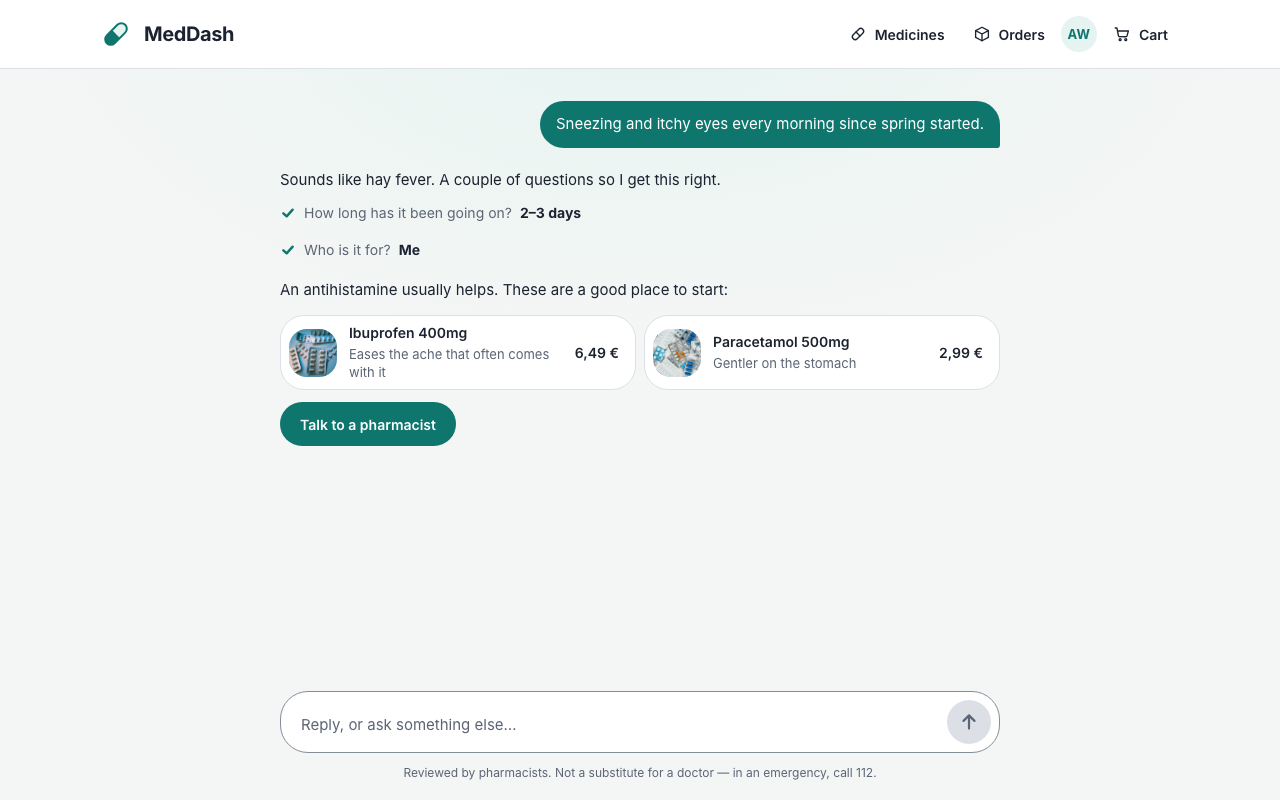 MedDash
Medicines
Orders
AW
Cart
Sneezing and itchy eyes every morning since spring started.
Sounds like hay fever. A couple of questions so I get this right.
How long has it been going on? 2–3 days
Who is it for? Me
An antihistamine usually helps. These are a good place to start:
Ibuprofen 400mg
Eases the ache that often comes
with it
6,49 €
Paracetamol 500mg
Gentler on the stomach
2,99 €
Talk to a pharmacist
Reply, or ask something else...
Reviewed by pharmacists. Not a substitute for a doctor — in an emergency, call 112.